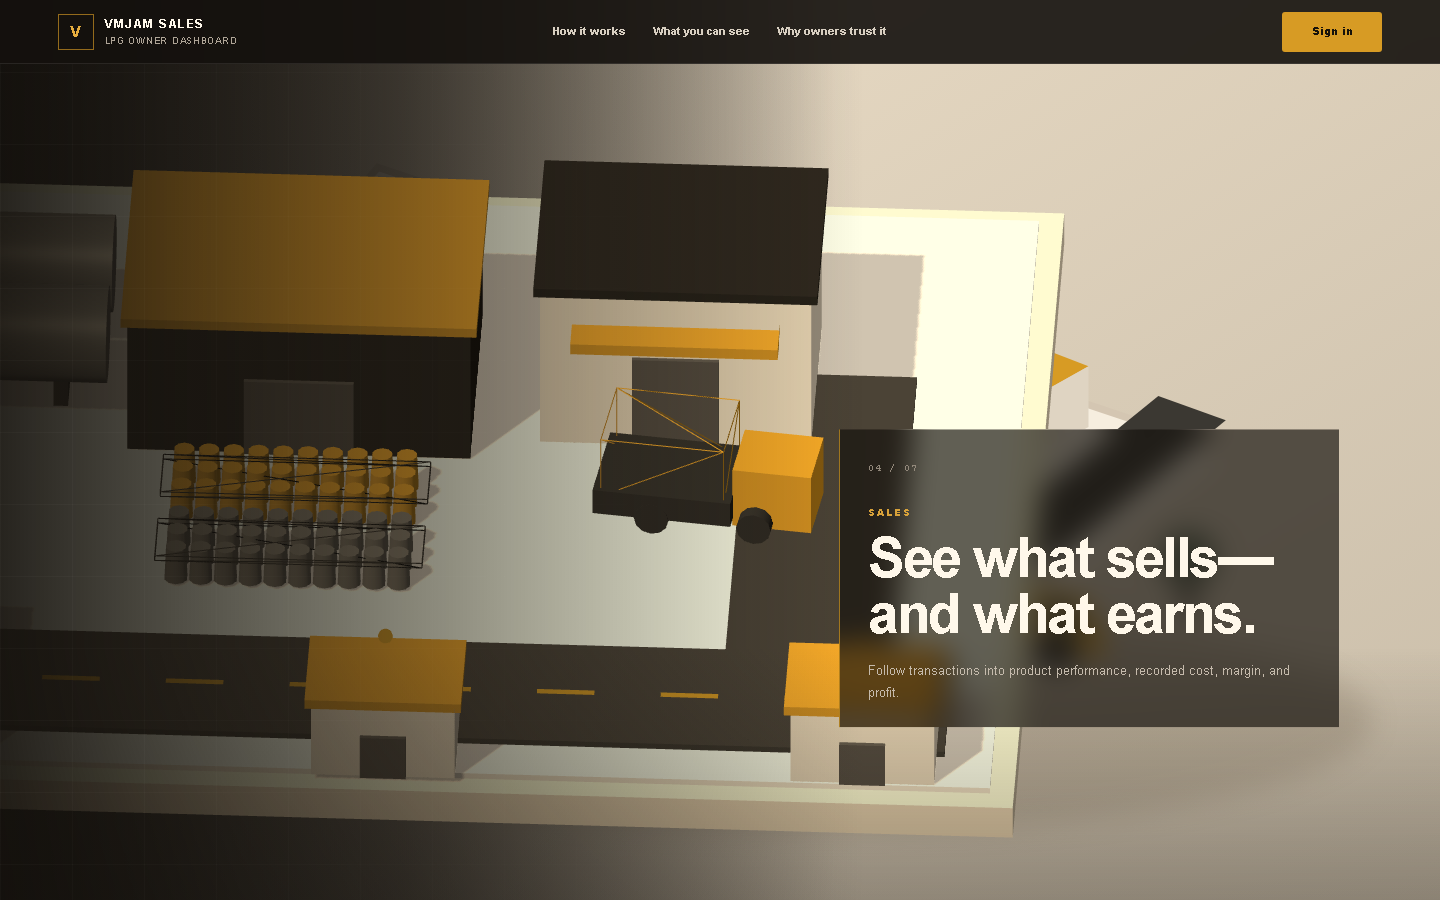 V
VMJAM SALES
LPG OWNER DASHBOARD
How it works
What you can see
Why owners trust it
Sign in
04 / 07
SALES
See what sells—
and what earns.
Follow transactions into product performance, recorded cost, margin, and
profit.